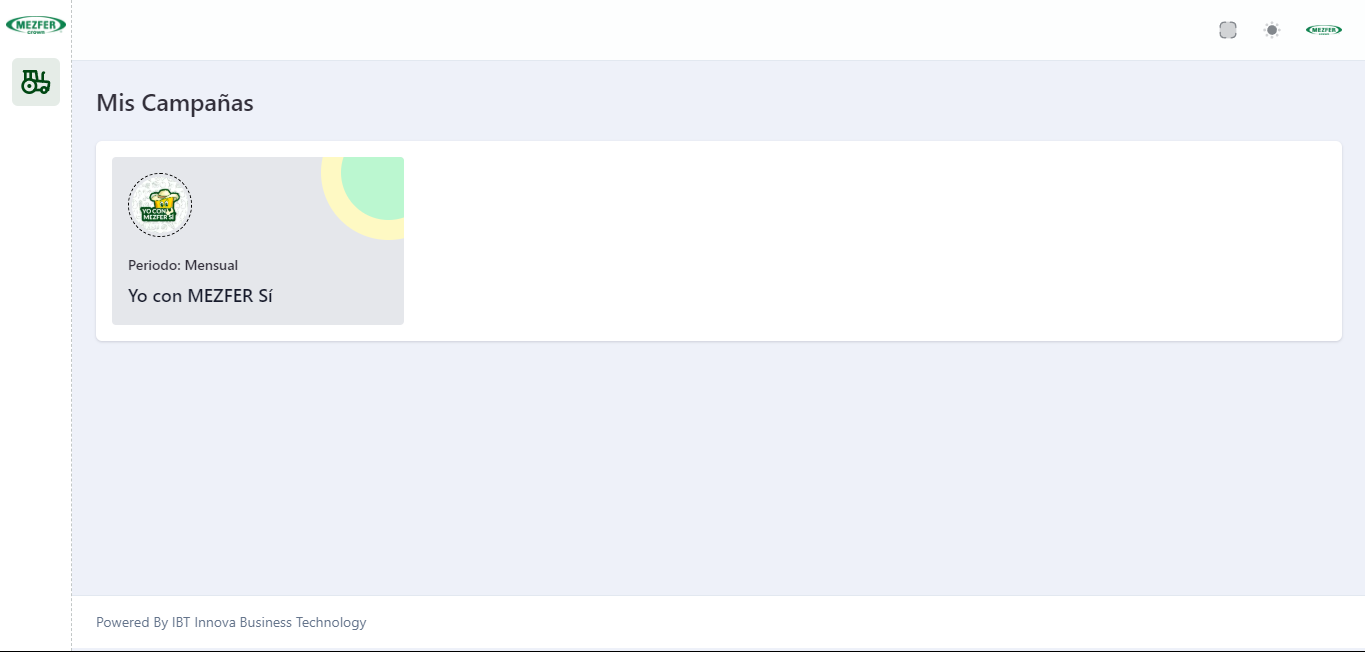 MEZFER
crown
MEZFER
Mis Campañas
YO CON
MEZFER SÍ
Periodo: Mensual
Yo con MEZFER Sí
Powered By IBT Innova Business Technology